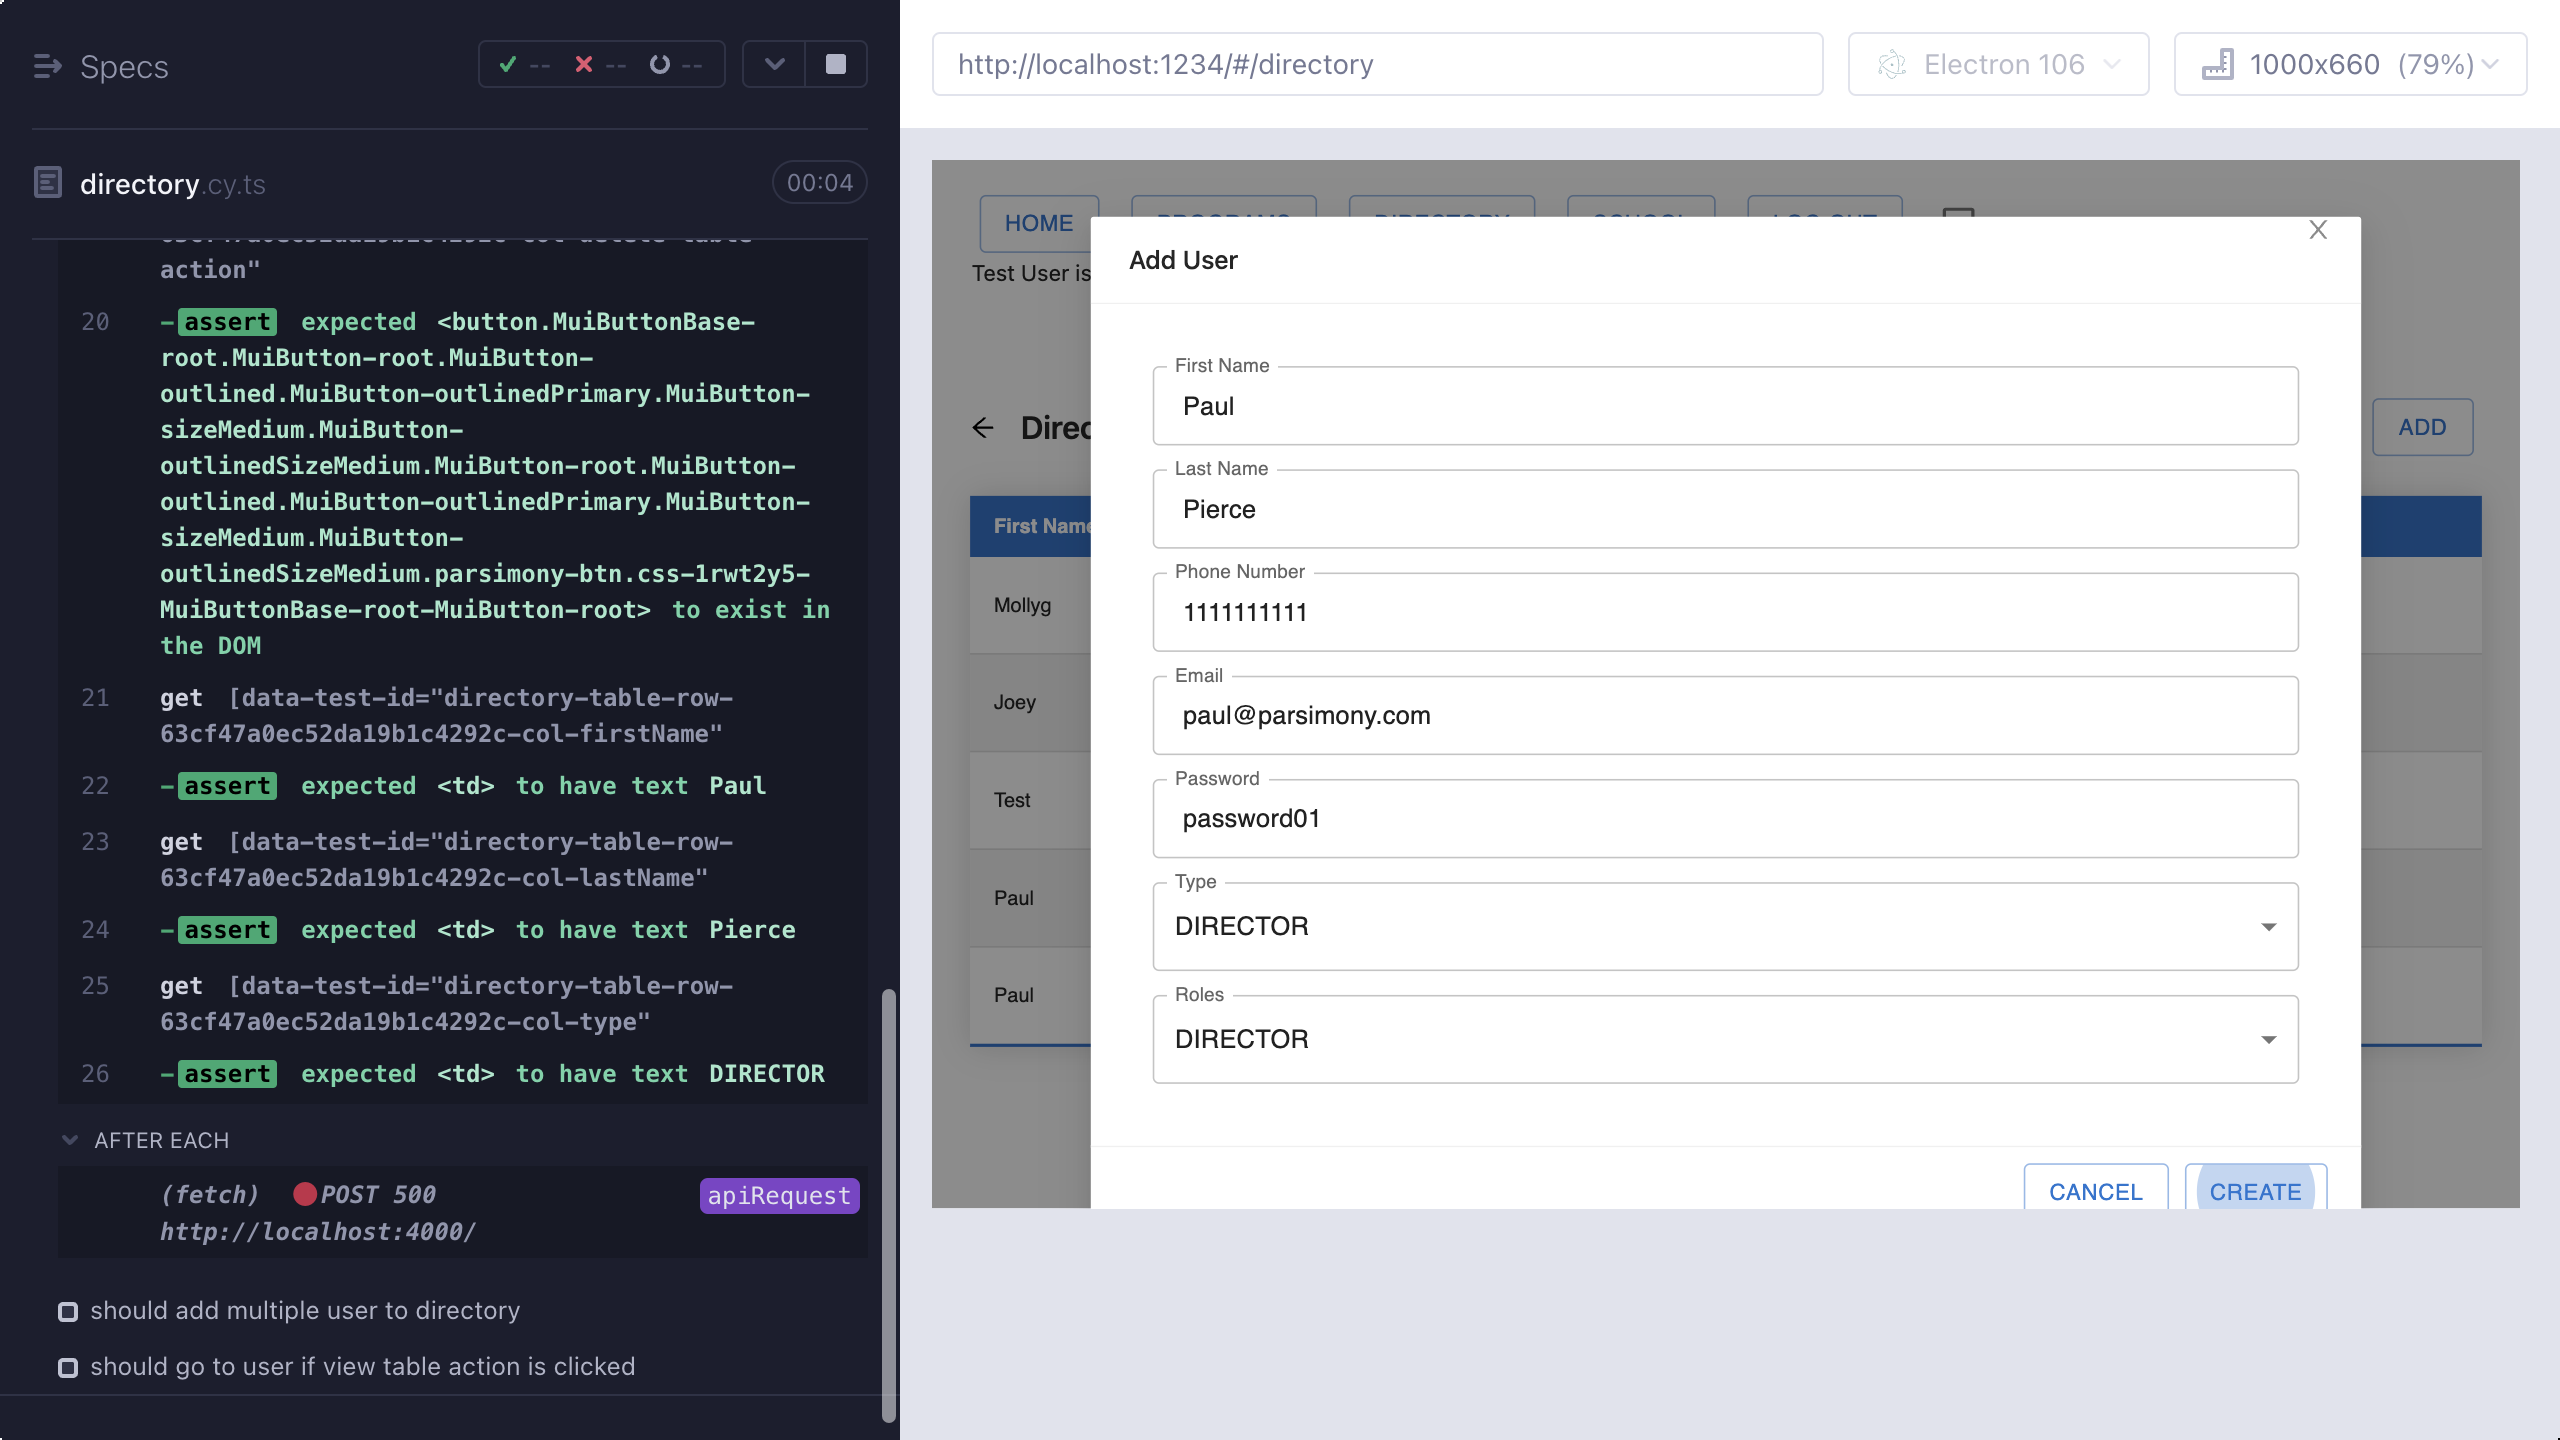 Specs
-- -- --
directory.cy.ts
00:04
63cf47a0ec52da19b1c4292c-col-delete-table-
action"
20 -assert expected <button.MuiButtonBase-
root.MuiButton-root.MuiButton-
outlined.MuiButton-outlinedPrimary.MuiButton-
sizeMedium.MuiButton-
outlinedSizeMedium.MuiButton-root.MuiButton-
outlined.MuiButton-outlinedPrimary.MuiButton-
sizeMedium.MuiButton-
outlinedSizeMedium.parsimony-btn.css-1rwt2y5-
MuiButtonBase-root-MuiButton-root> to exist in
the DOM
21 get [data-test-id="directory-table-row-
63cf47a0ec52da19b1c4292c-col-firstName"
22 -assert expected <td> to have text Paul
23 get [data-test-id="directory-table-row-
63cf47a0ec52da19b1c4292c-col-lastName"
24 -assert expected <td> to have text Pierce
25 get [data-test-id="directory-table-row-
63cf47a0ec52da19b1c4292c-col-type"
26 -assert expected <td> to have text DIRECTOR
AFTER EACH
(fetch) POST 500 apiRequest
http://localhost:4000/
should add multiple user to directory
should go to user if view table action is clicked
http://localhost:1234/#/directory
Electron 106
1000x660 (79%)
HOME PROGRAMS DIRECTORY SCHOOL LOG OUT
Test User is
Direc
ADD
First Name
Mollyg
Joey
Test
Paul
Paul
Add User
First Name
Paul
Last Name
Pierce
Phone Number
1111111111
Email
paul@parsimony.com
Password
password01
Type
DIRECTOR
Roles
DIRECTOR
CANCEL CREATE